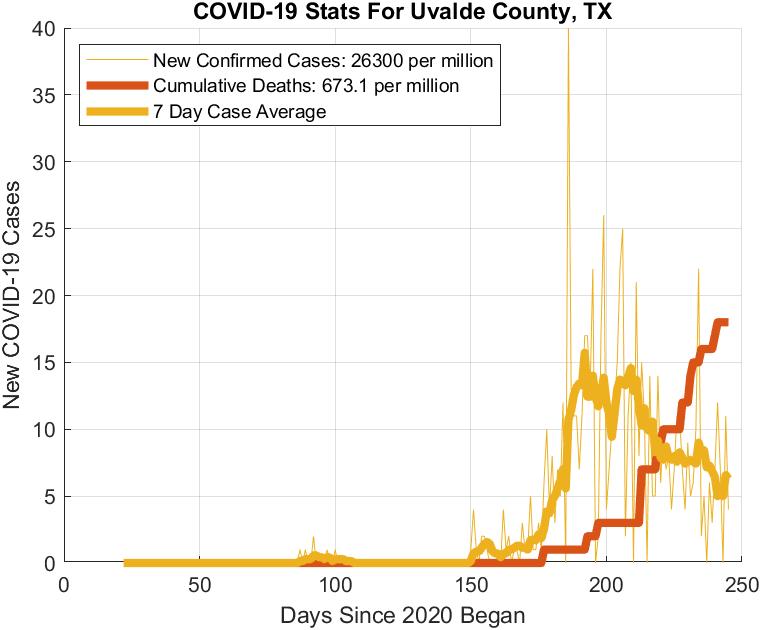 COVID-19 Stats For Uvalde County, TX
New Confirmed Cases: 26300 per million
Cumulative Deaths: 673.1 per million
7 Day Case Average
New COVID-19 Cases
40
35
30
25
20
15
10
5
0
0 50 100 150 200 250
Days Since 2020 Began